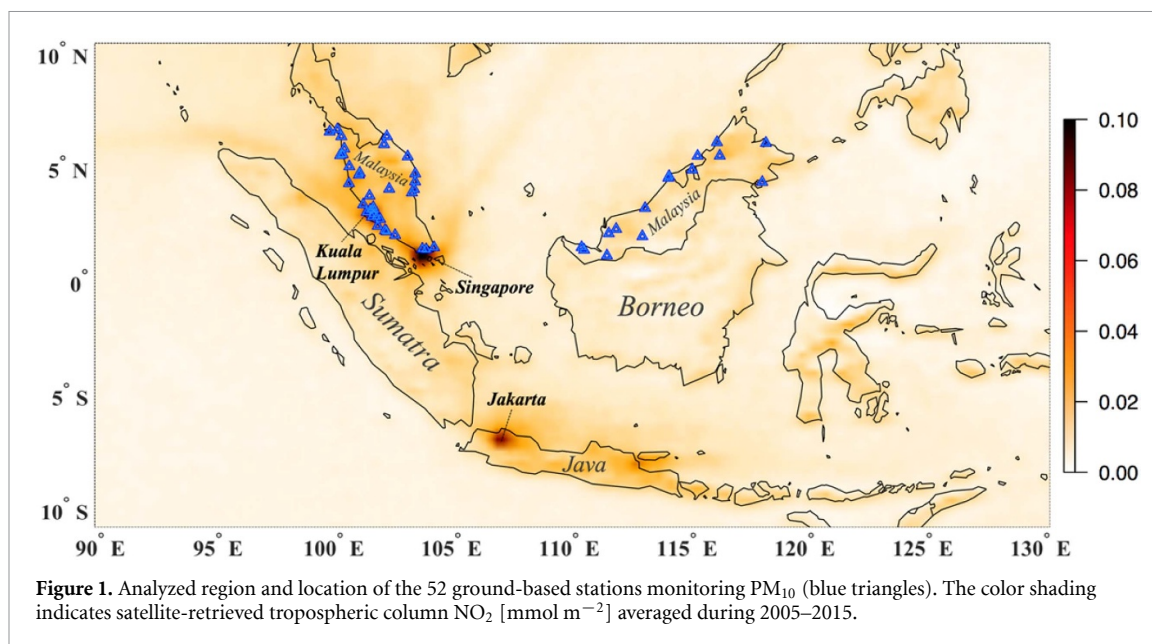 10° N
5° N
0°
5° S
10° S
90° E
95° E
100° E
105° E
110° E
115° E
120° E
125° E
130° E
Malaysia
Kuala
Lumpur
Singapore
Sumatra
Malaysia
Borneo
Jakarta
Java
0.10
0.08
0.06
0.04
0.02
0.00
Figure 1. Analyzed region and location of the 52 ground-based stations monitoring PM₁₀ (blue triangles). The color shading
indicates satellite-retrieved tropospheric column NO₂ [mmol m⁻²] averaged during 2005–2015.